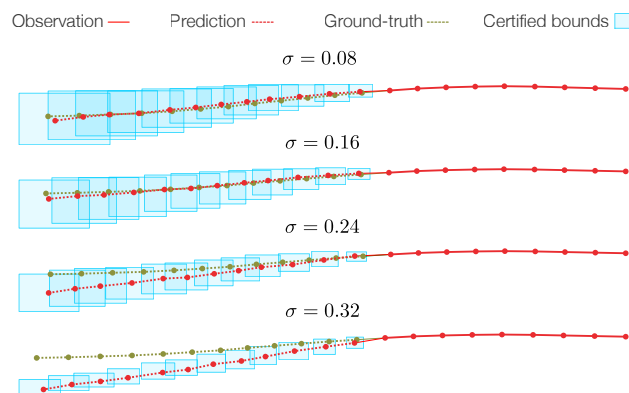 Observation Prediction Ground-truth Certified bounds
σ = 0.08
σ = 0.16
σ = 0.24
σ = 0.32